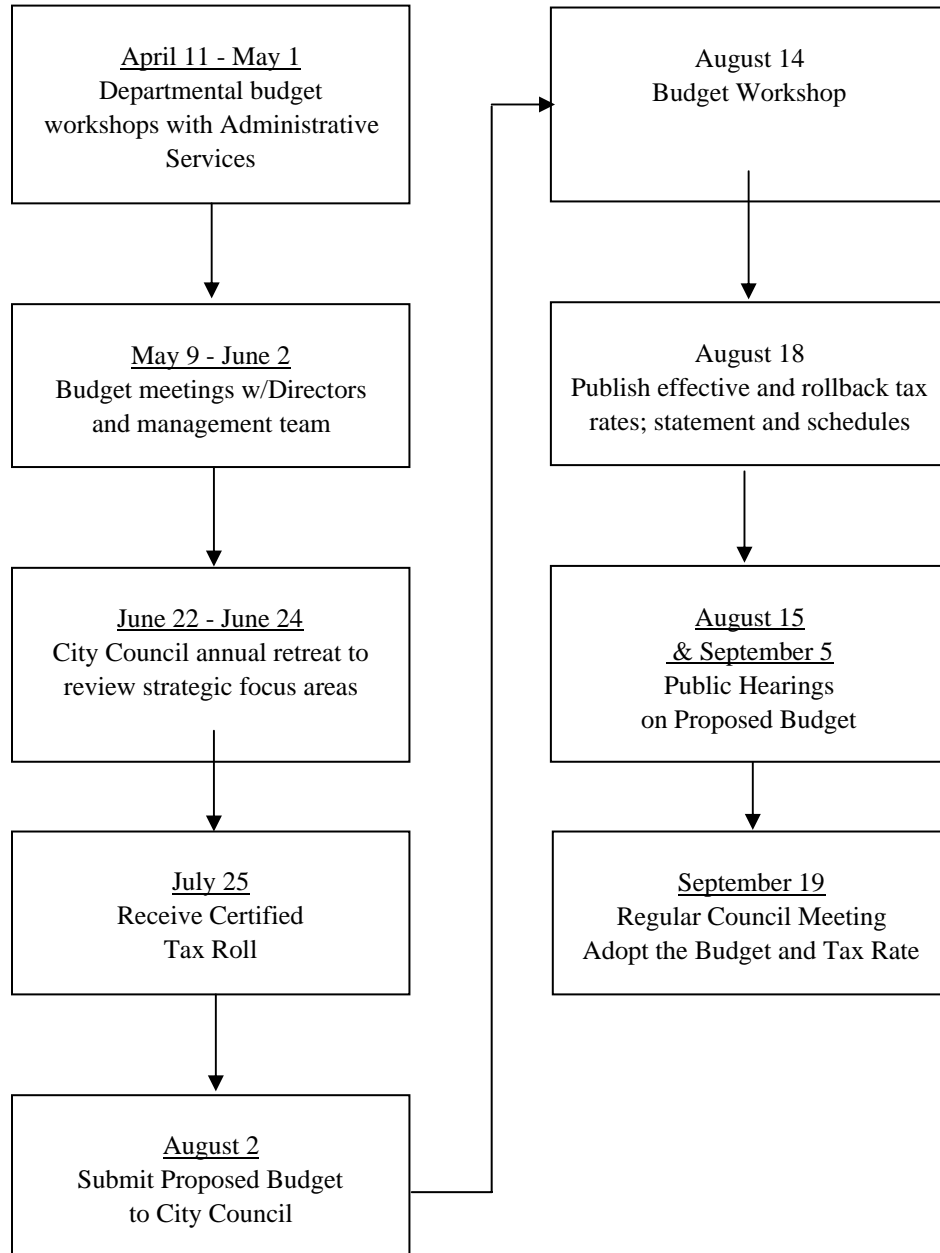 April 11 - May 1
Departmental budget
workshops with Administrative
Services
May 9 - June 2
Budget meetings w/Directors
and management team
June 22 - June 24
City Council annual retreat to
review strategic focus areas
July 25
Receive Certified
Tax Roll
August 2
Submit Proposed Budget
to City Council
August 14
Budget Workshop
August 18
Publish effective and rollback tax
rates; statement and schedules
August 15
& September 5
Public Hearings
on Proposed Budget
September 19
Regular Council Meeting
Adopt the Budget and Tax Rate